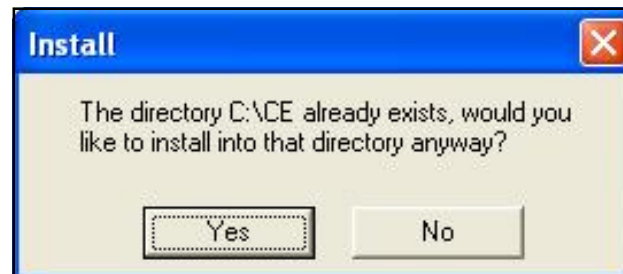 Install
The directory C:\CE already exists, would you
like to install into that directory anyway?
Yes
No